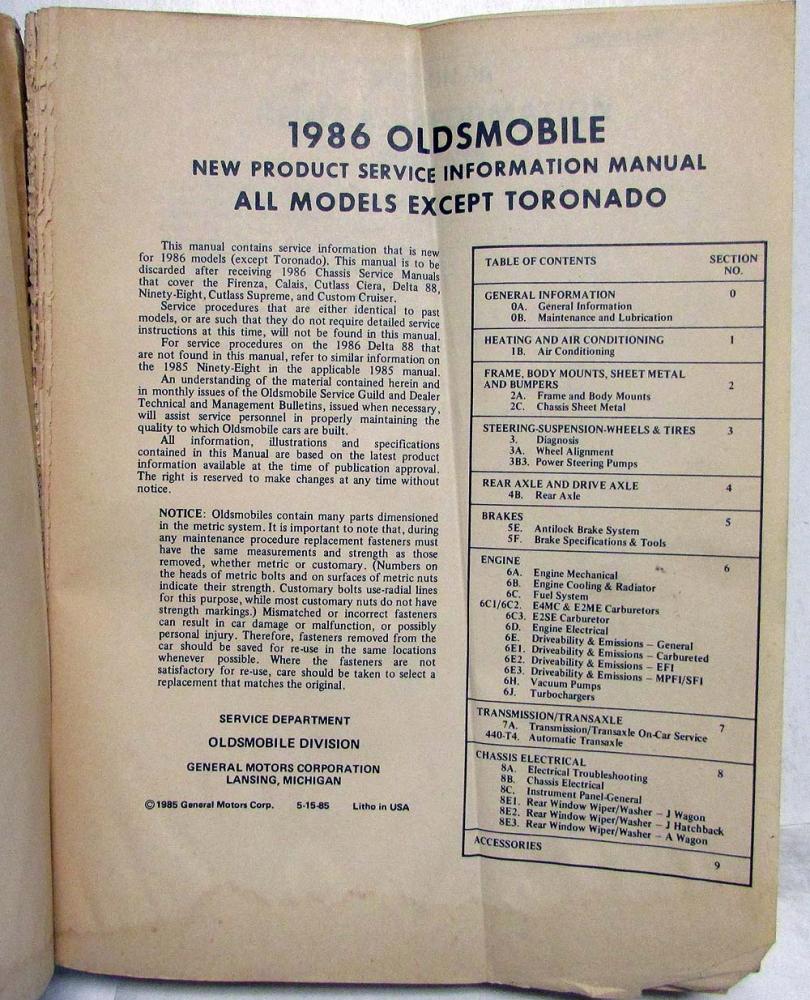 1986 OLDSMOBILE
NEW PRODUCT SERVICE INFORMATION MANUAL
ALL MODELS EXCEPT TORONADO
This manual contains service information that is new
for 1986 models (except Toronado). This manual is to be
discarded after receiving 1986 Chassis Service Manuals
that cover the Firenza, Calais, Cutlass Ciera, Delta 88,
Ninety-Eight, Cutlass Supreme, and Custom Cruiser.
Service procedures that are either identical to past
models, or are such that they do not require detailed service
instructions at this time, will not be found in this manual.
For service procedures on the 1986 Delta 88 that
are not found in this manual, refer to similar information on
the 1985 Ninety-Eight in the applicable 1985 manual.
An understanding of the material contained herein and
in monthly issues of the Oldsmobile Service Guild and Dealer
Technical and Management Bulletins, issued when necessary,
will assist service personnel in properly maintaining the
quality to which Oldsmobile cars are built.
All information, illustrations and specifications
contained in this Manual are based on the latest product
information available at the time of publication approval.
The right is reserved to make changes at any time without
notice.
NOTICE: Oldsmobiles contain many parts dimensioned
in the metric system. It is important to note that, during
any maintenance procedure replacement fasteners must
have the same measurements and strength as those
removed, whether metric or customary. (Numbers on
the heads of metric bolts and on surfaces of metric nuts
indicate their strength. Customary bolts use-radial lines
for this purpose, while most customary nuts do not have
strength markings.) Mismatched or incorrect fasteners
can result in car damage or malfunction, or possibly
personal injury. Therefore, fasteners removed from the
car should be saved for re-use in the same locations
whenever possible. Where the fasteners are not
satisfactory for re-use, care should be taken to select a
replacement that matches the original.
SERVICE DEPARTMENT
OLDSMOBILE DIVISION
GENERAL MOTORS CORPORATION
LANSING, MICHIGAN
©1985 General Motors Corp. 5-15-85 Litho in USA
TABLE OF CONTENTS SECTION
NO.
GENERAL INFORMATION 0
0A. General Information
0B. Maintenance and Lubrication
HEATING AND AIR CONDITIONING 1
1B. Air Conditioning
FRAME, BODY MOUNTS, SHEET METAL
AND BUMPERS 2
2A. Frame and Body Mounts
2C. Chassis Sheet Metal
STEERING-SUSPENSION-WHEELS & TIRES 3
3. Diagnosis
3A. Wheel Alignment
3B3. Power Steering Pumps
REAR AXLE AND DRIVE AXLE 4
4B. Rear Axle
BRAKES 5
5E. Antilock Brake System
5F. Brake Specifications & Tools
ENGINE 6
6A. Engine Mechanical
6B. Engine Cooling & Radiator
6C. Fuel System
6C1/6C2. E4MC & E2ME Carburetors
6C3. E2SE Carburetor
6D. Engine Electrical
6E. Driveability & Emissions – General
6E1. Driveability & Emissions – Carbureted
6E2. Driveability & Emissions – EFI
6E3. Driveability & Emissions – MPFI/SFI
6H. Vacuum Pumps
6J. Turbochargers
TRANSMISSION/TRANSAXLE 7
7A. Transmission/Transaxle On-Car Service
440-T4. Automatic Transaxle
CHASSIS ELECTRICAL 8
8A. Electrical Troubleshooting
8B. Chassis Electrical
8C. Instrument Panel-General
8E1. Rear Window Wiper/Washer – J Wagon
8E2. Rear Window Wiper/Washer – J Hatchback
8E3. Rear Window Wiper/Washer – A Wagon
ACCESSORIES 9